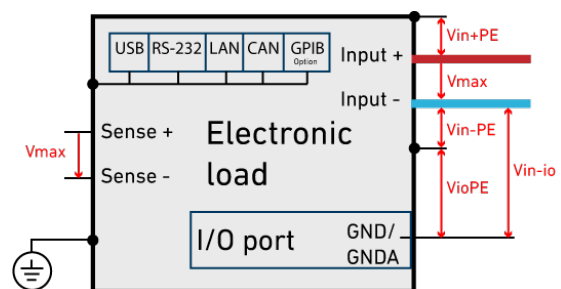 USB RS-232 LAN CAN GPIB
Option
Input +
Vin+PE
Vmax
Input -
Vin-PE
Sense +
Vmax
Sense -
Electronic
load
VioPE
Vin-io
I/O port
GND/
GNDA